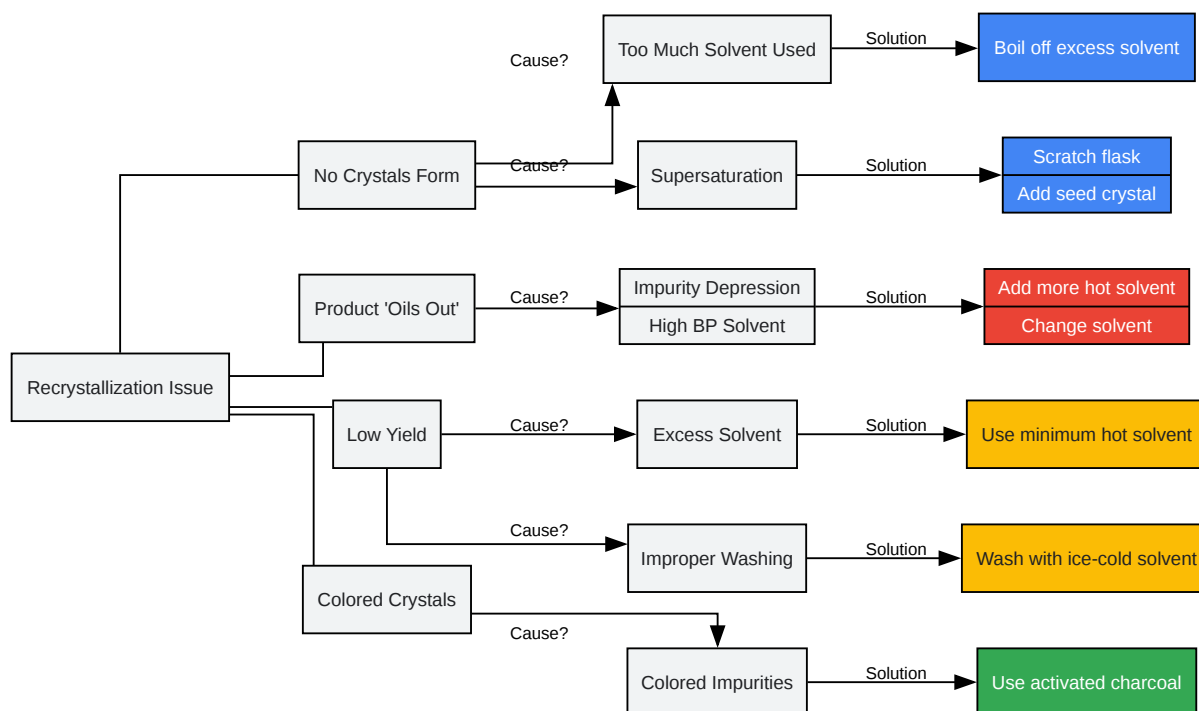 Cause?
Too Much Solvent Used
Solution
Boil off excess solvent
No Crystals Form
Cause?
Supersaturation
Solution
Scratch flask
Add seed crystal
Product 'Oils Out'
Cause?
Impurity Depression
High BP Solvent
Solution
Add more hot solvent
Change solvent
Recrystallization Issue
Low Yield
Cause?
Excess Solvent
Solution
Use minimum hot solvent
Cause?
Improper Washing
Solution
Wash with ice-cold solvent
Colored Crystals
Cause?
Colored Impurities
Solution
Use activated charcoal